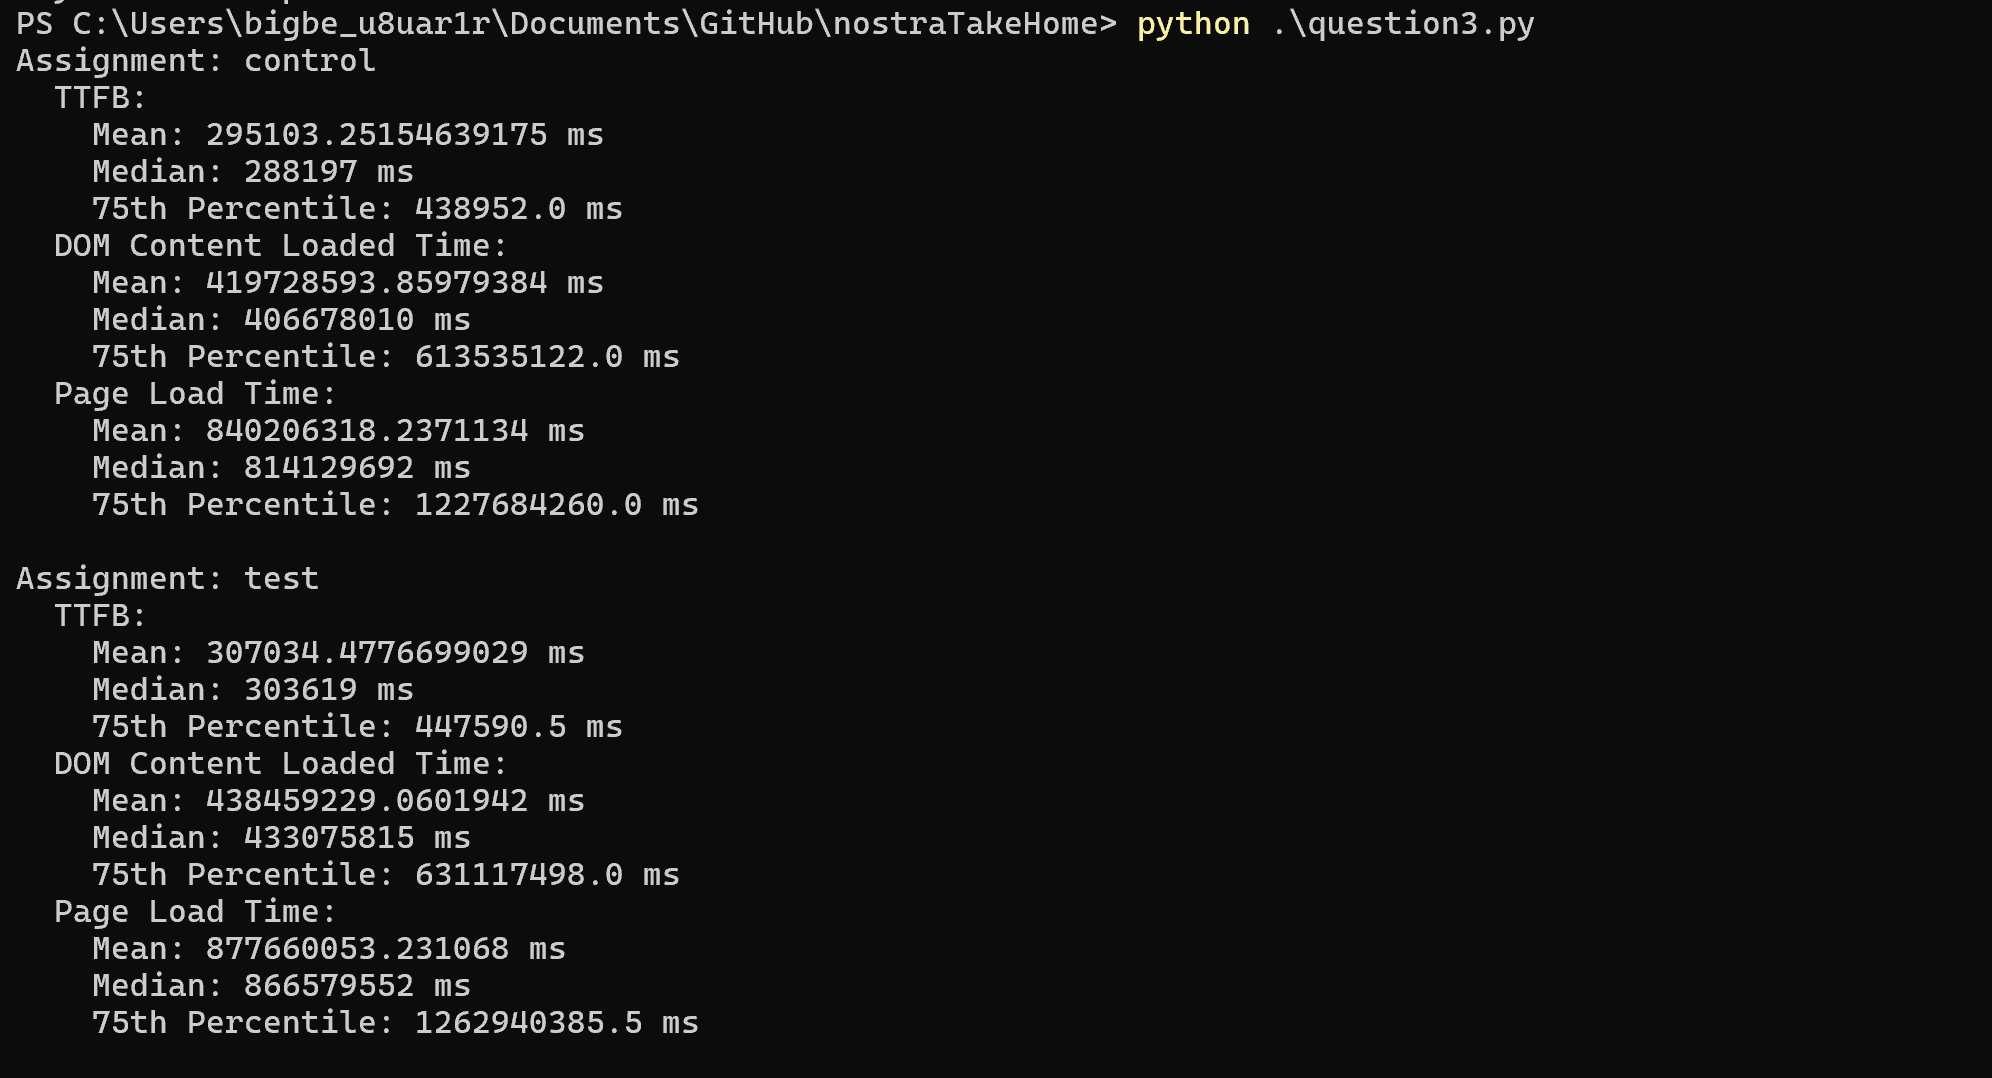 PS C:\Users\bigbe_u8uar1r\Documents\GitHub\nostraTakeHome> python .\question3.py
Assignment: control
  TTFB:
    Mean: 295103.25154639175 ms
    Median: 288197 ms
    75th Percentile: 438952.0 ms
  DOM Content Loaded Time:
    Mean: 419728593.85979384 ms
    Median: 406678010 ms
    75th Percentile: 613535122.0 ms
  Page Load Time:
    Mean: 840206318.2371134 ms
    Median: 814129692 ms
    75th Percentile: 1227684260.0 ms

Assignment: test
  TTFB:
    Mean: 307034.4776699029 ms
    Median: 303619 ms
    75th Percentile: 447590.5 ms
  DOM Content Loaded Time:
    Mean: 438459229.0601942 ms
    Median: 433075815 ms
    75th Percentile: 631117498.0 ms
  Page Load Time:
    Mean: 877660053.231068 ms
    Median: 866579552 ms
    75th Percentile: 1262940385.5 ms